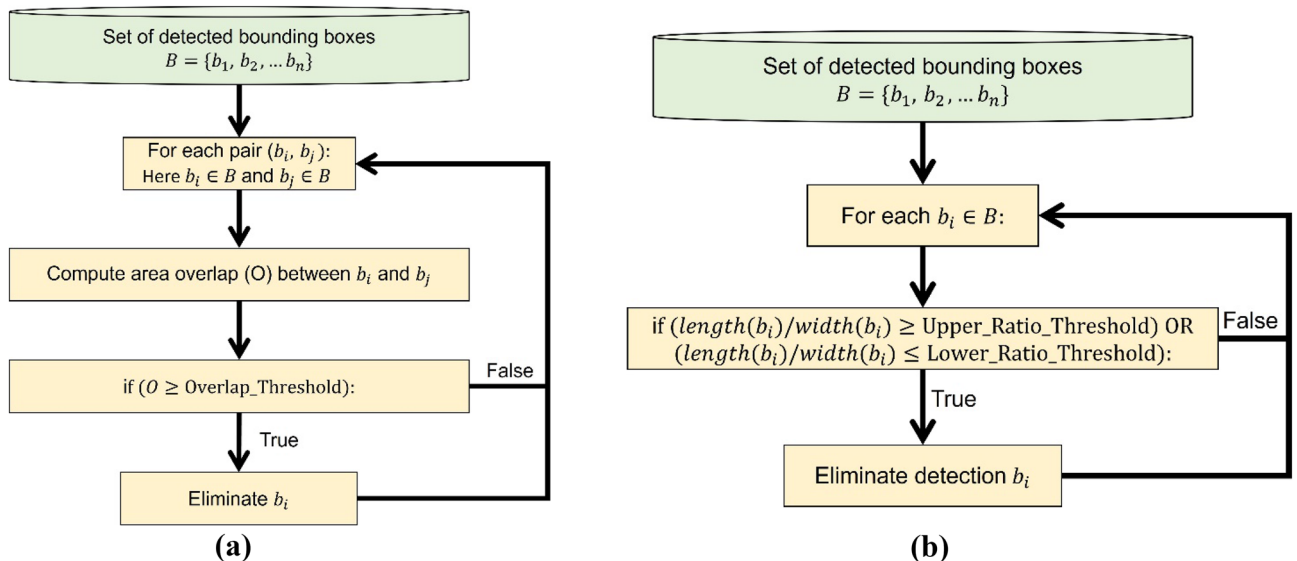 Set of detected bounding boxes
B = {b₁, b₂, … bₙ}
For each pair (bᵢ, bⱼ):
Here bᵢ ∈ B and bⱼ ∈ B
Compute area overlap (O) between bᵢ and bⱼ
if (O ≥ Overlap_Threshold):
False
True
Eliminate bᵢ
(a)
Set of detected bounding boxes
B = {b₁, b₂, … bₙ}
For each bᵢ ∈ B:
if (length(bᵢ)/width(bᵢ) ≥ Upper_Ratio_Threshold) OR
(length(bᵢ)/width(bᵢ) ≤ Lower_Ratio_Threshold):
False
True
Eliminate detection bᵢ
(b)